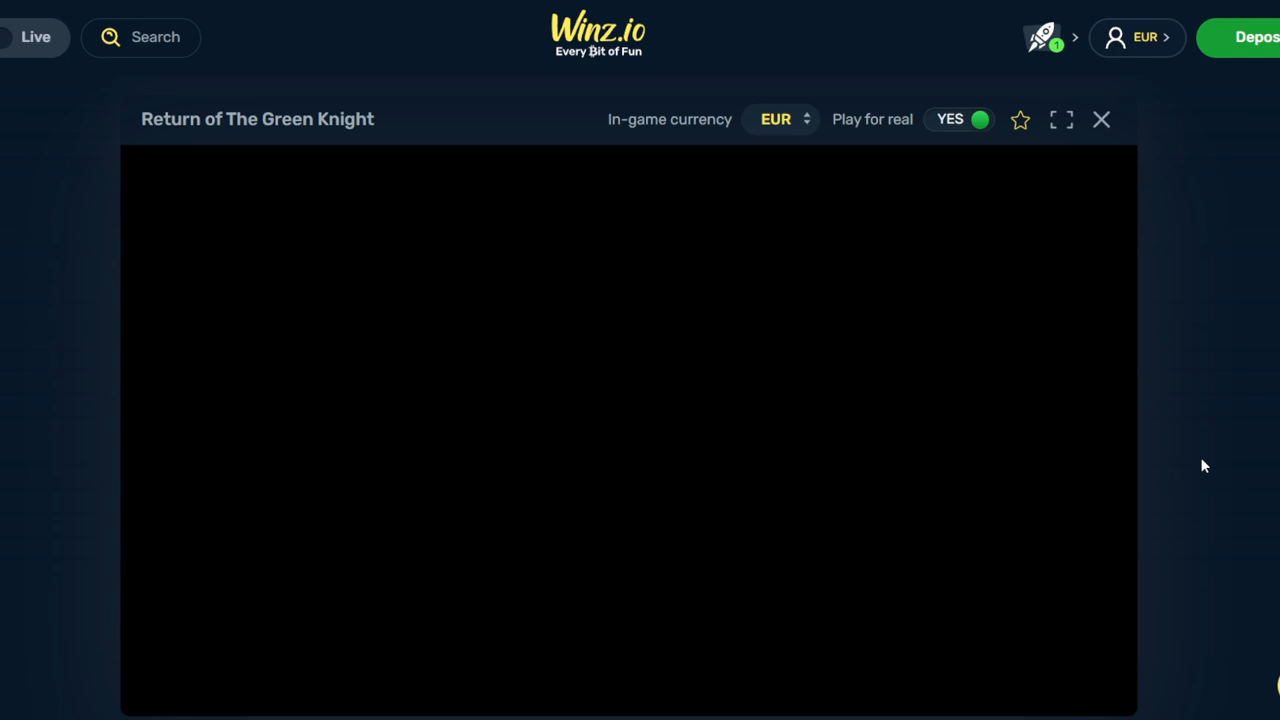 Live
Search
Winz.io
Every Bit of Fun
1
EUR
Depos
Return of The Green Knight
In-game currency
EUR
Play for real
YES